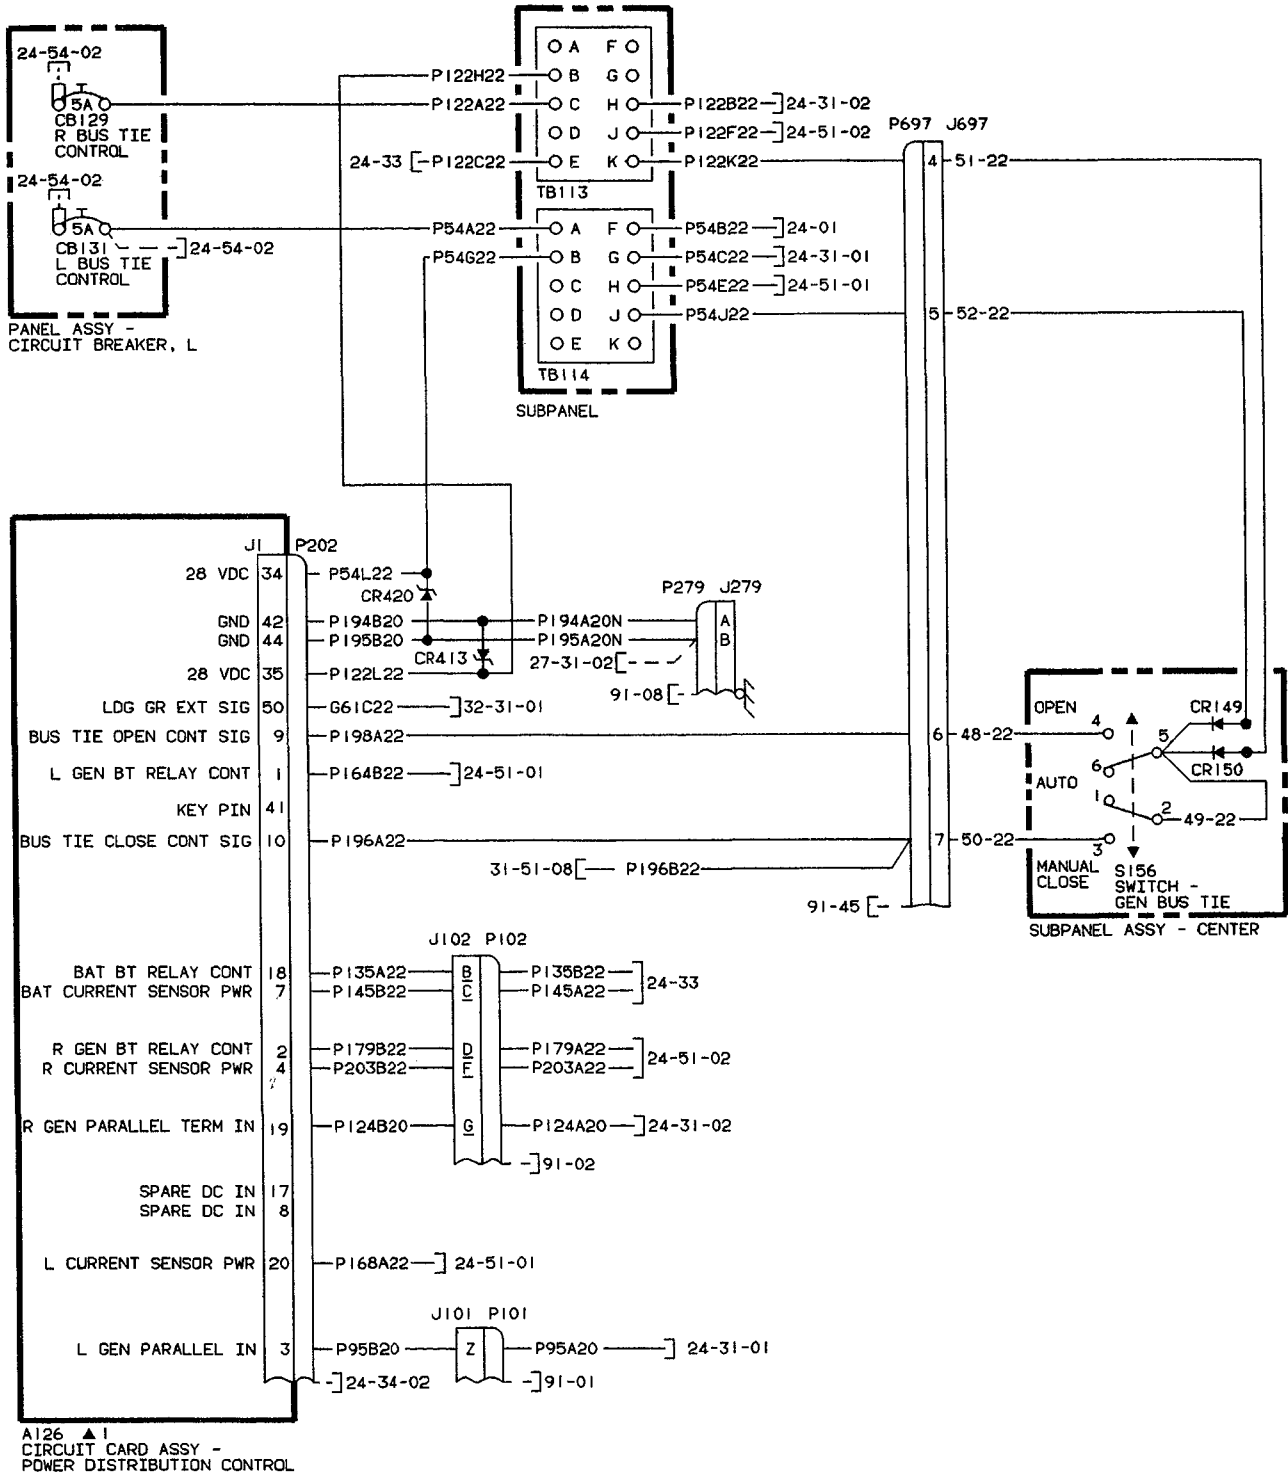 24-54-02
5A
CB129
R BUS TIE
CONTROL
24-54-02
5A
CB131
L BUS TIE
CONTROL
24-54-02
PANEL ASSY -
CIRCUIT BREAKER, L
P122H22
P122A22
24-33 P122C22
P54A22
P54G22
A F
B G
C H
D J
E K
TB113
A F
B G
C H
D J
E K
TB114
SUBPANEL
P122B22 24-31-02
P122F22 24-51-02
P122K22
P54B22 24-01
P54C22 24-31-01
P54E22 24-51-01
P54J22
P697 J697
4 51-22
5 52-22
6 48-22
7 50-22
91-45
J1 P202
28 VDC 34 P54L22
CR420
GND 42 P194B20 P194A20N
GND 44 P195B20 P195A20N
CR413
27-31-02
28 VDC 35 P122L22
P279 J279
A
B
91-08
LDG GR EXT SIG 50 G61C22 32-31-01
BUS TIE OPEN CONT SIG 9 P198A22
L GEN BT RELAY CONT 1 P164B22 24-51-01
KEY PIN 41
BUS TIE CLOSE CONT SIG 10 P196A22
31-51-08 P196B22
OPEN
AUTO
MANUAL
CLOSE
4
5
6
1
2
3
CR149
CR150
49-22
S156
SWITCH -
GEN BUS TIE
SUBPANEL ASSY - CENTER
J102 P102
BAT BT RELAY CONT 18 P135A22 B P135B22
BAT CURRENT SENSOR PWR 7 P145B22 C P145A22
24-33
R GEN BT RELAY CONT 2 P179B22 D P179A22
R CURRENT SENSOR PWR 4 P203B22 F P203A22
24-51-02
R GEN PARALLEL TERM IN 19 P124B20 G P124A20 24-31-02
91-02
SPARE DC IN 17
SPARE DC IN 8
L CURRENT SENSOR PWR 20 P168A22 24-51-01
J101 P101
L GEN PARALLEL IN 3 P95B20 Z P95A20 24-31-01
24-34-02
91-01
A126 ▲ 1
CIRCUIT CARD ASSY -
POWER DISTRIBUTION CONTROL